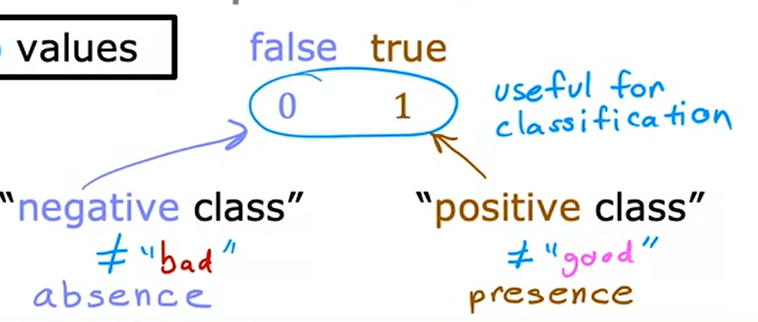 values
false true
0 1
useful for
classification
“negative class” “positive class”
≠ “bad” ≠ “good”
absence presence